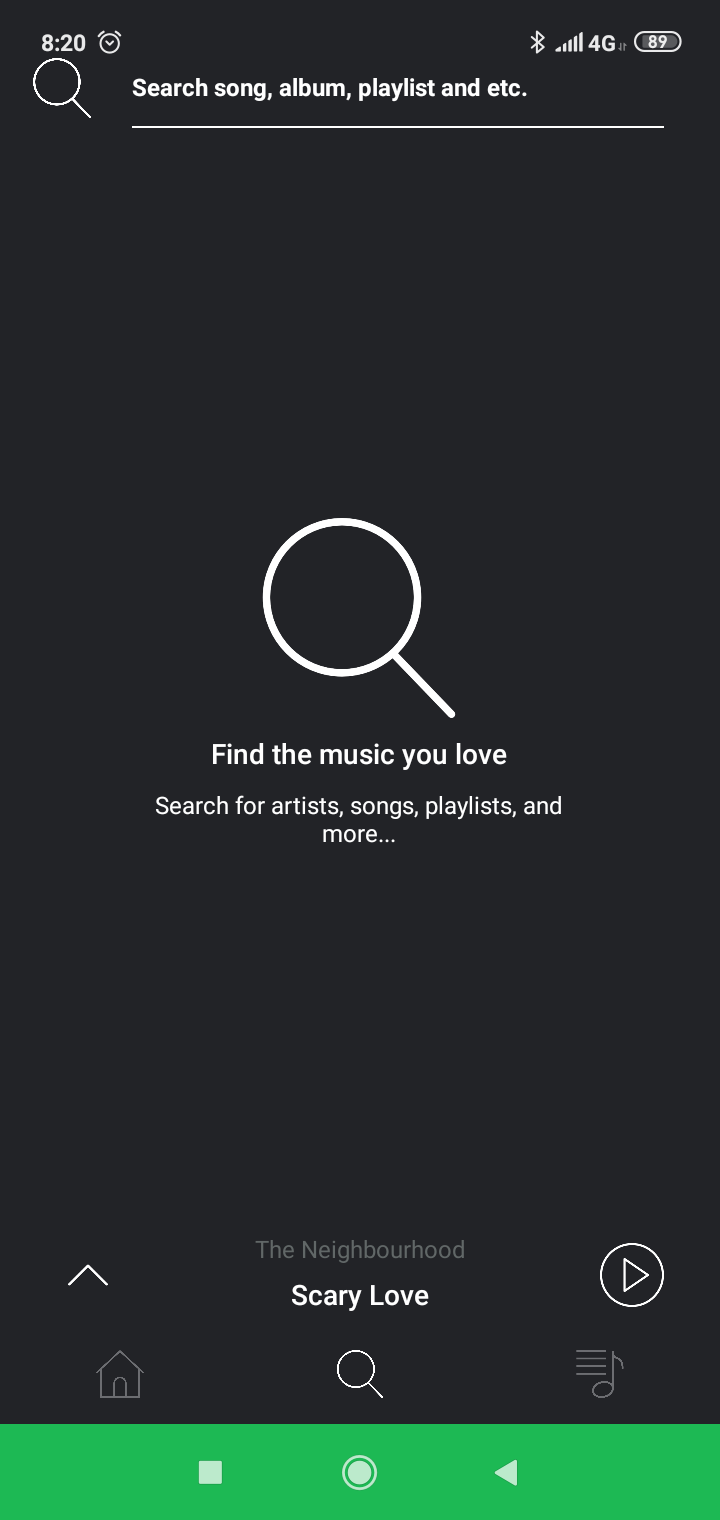 8:20 4G 89
Search song, album, playlist and etc.
Find the music you love
Search for artists, songs, playlists, and
more...
The Neighbourhood
Scary Love